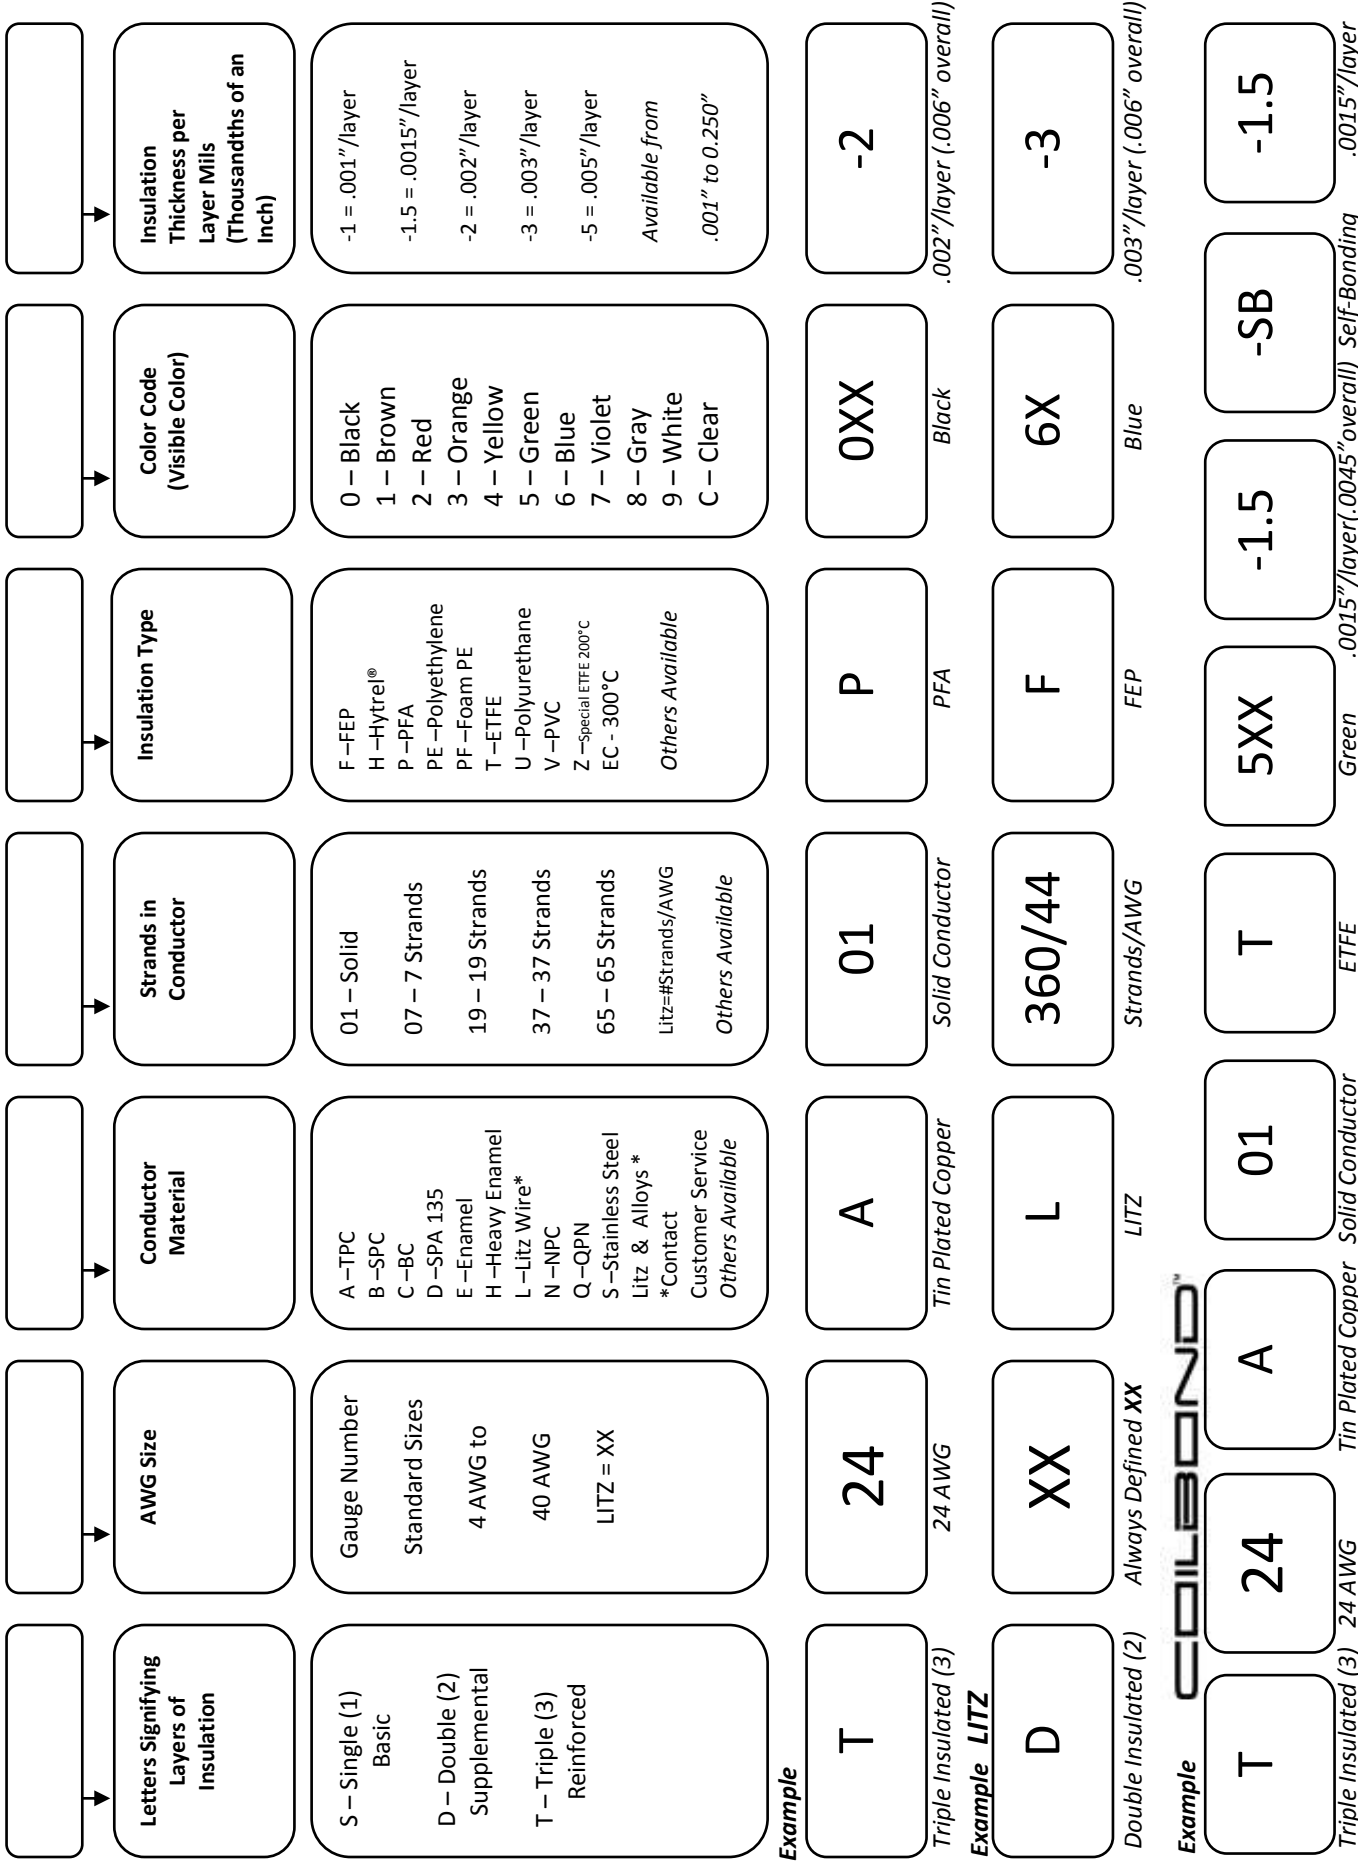 Letters Signifying
Layers of
Insulation
AWG Size
Conductor
Material
Strands in
Conductor
Insulation Type
Color Code
(Visible Color)
Insulation
Thickness per
Layer Mils
(Thousandths of an
Inch)
S – Single (1)
Basic
D – Double (2)
Supplemental
T – Triple (3)
Reinforced
Gauge Number
Standard Sizes
4 AWG to
40 AWG
LITZ = XX
A –TPC
B –SPC
C –BC
D –SPA 135
E –Enamel
H –Heavy Enamel
L –Litz Wire*
N –NPC
Q –QPN
S –Stainless Steel
Litz & Alloys *
*Contact
Customer Service
Others Available
01 – Solid
07 – 7 Strands
19 – 19 Strands
37 – 37 Strands
65 – 65 Strands
Litz=#Strands/AWG
Others Available
F –FEP
H –Hytrel®
P –PFA
PE –Polyethylene
PF –Foam PE
T –ETFE
U –Polyurethane
V –PVC
Z –Special ETFE 200°C
EC - 300°C
Others Available
0 – Black
1 – Brown
2 – Red
3 – Orange
4 – Yellow
5 – Green
6 – Blue
7 – Violet
8 – Gray
9 – White
C – Clear
-1 = .001”/layer
-1.5 = .0015”/layer
-2 = .002”/layer
-3 = .003”/layer
-5 = .005”/layer
Available from
.001” to 0.250”
Example
T 24 A 01 P 0XX -2
Triple Insulated (3) 24 AWG Tin Plated Copper Solid Conductor PFA Black .002”/layer (.006” overall)
Example LITZ
D XX L 360/44 F 6X -3
Double Insulated (2) Always Defined XX LITZ Strands/AWG FEP Blue .003”/layer (.006” overall)
Example COILBOND™
T 24 A 01 T 5XX -1.5 -SB -1.5
Triple Insulated (3) 24 AWG Tin Plated Copper Solid Conductor ETFE Green .0015”/layer(.0045”overall) Self-Bonding .0015”/layer